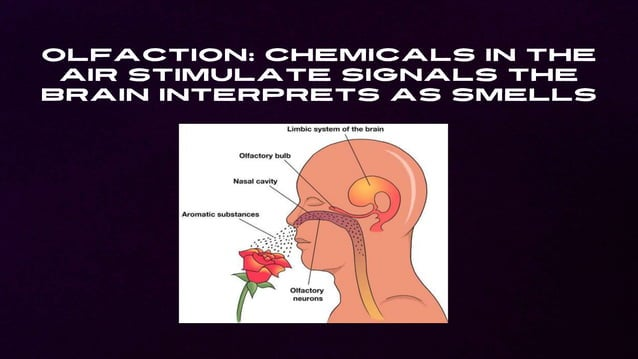 OLFACTION: CHEMICALS IN THE
AIR STIMULATE SIGNALS THE
BRAIN INTERPRETS AS SMELLS
Limbic system of the brain
Olfactory bulb
Nasal cavity
Aromatic substances
Olfactory
neurons